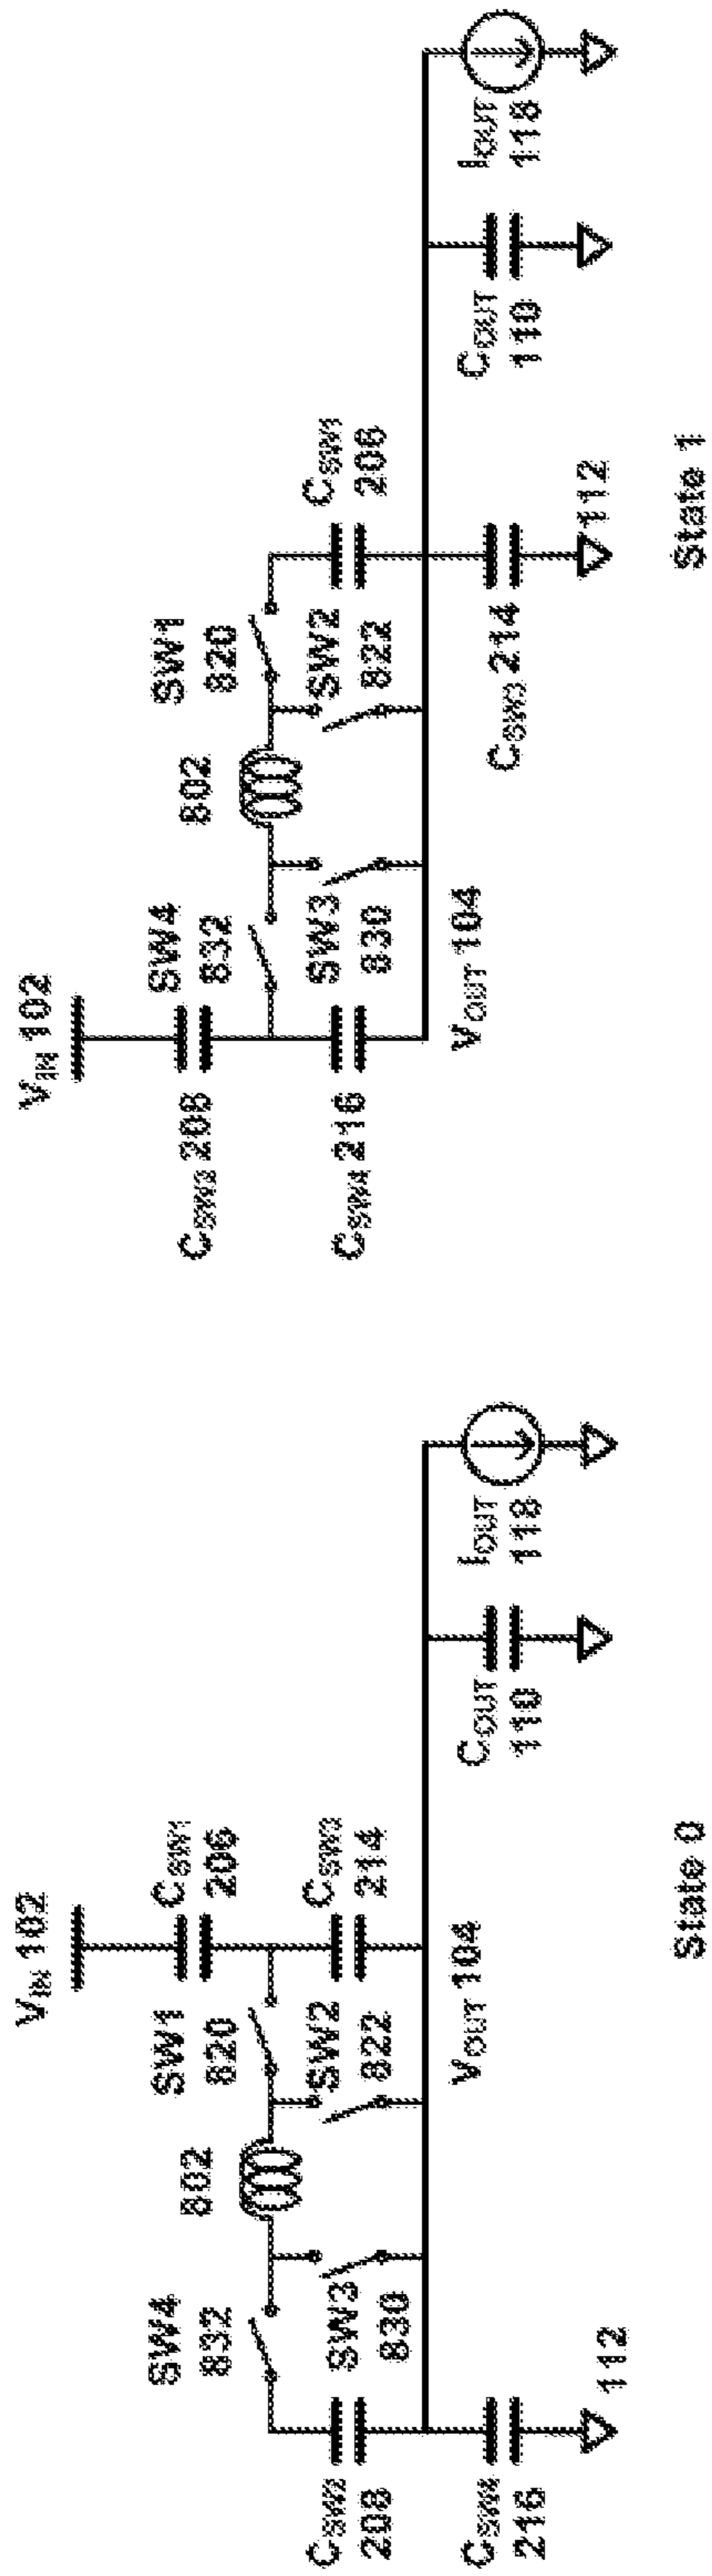 V_IN 102
C_SW1
206
SW1
820
SW4
832
802
C_SW2
208
SW3
830
SW2
822
C_SW3
214
C_SW4
216
112
V_OUT 104
C_OUT
110
I_OUT
118
State 0
V_IN 102
C_SW2 208
SW4
832
802
SW1
820
C_SW1
206
C_SW4 216
SW3
830
SW2
822
V_OUT 104
C_SW3 214
112
C_OUT
110
I_OUT
118
State 1